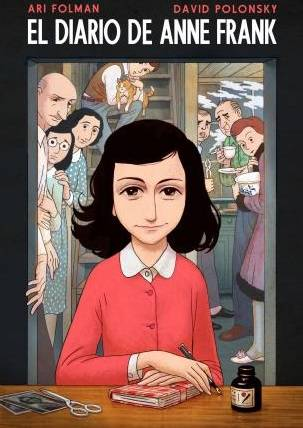 ARI FOLMAN DAVID POLONSKY
EL DIARIO DE ANNE FRANK